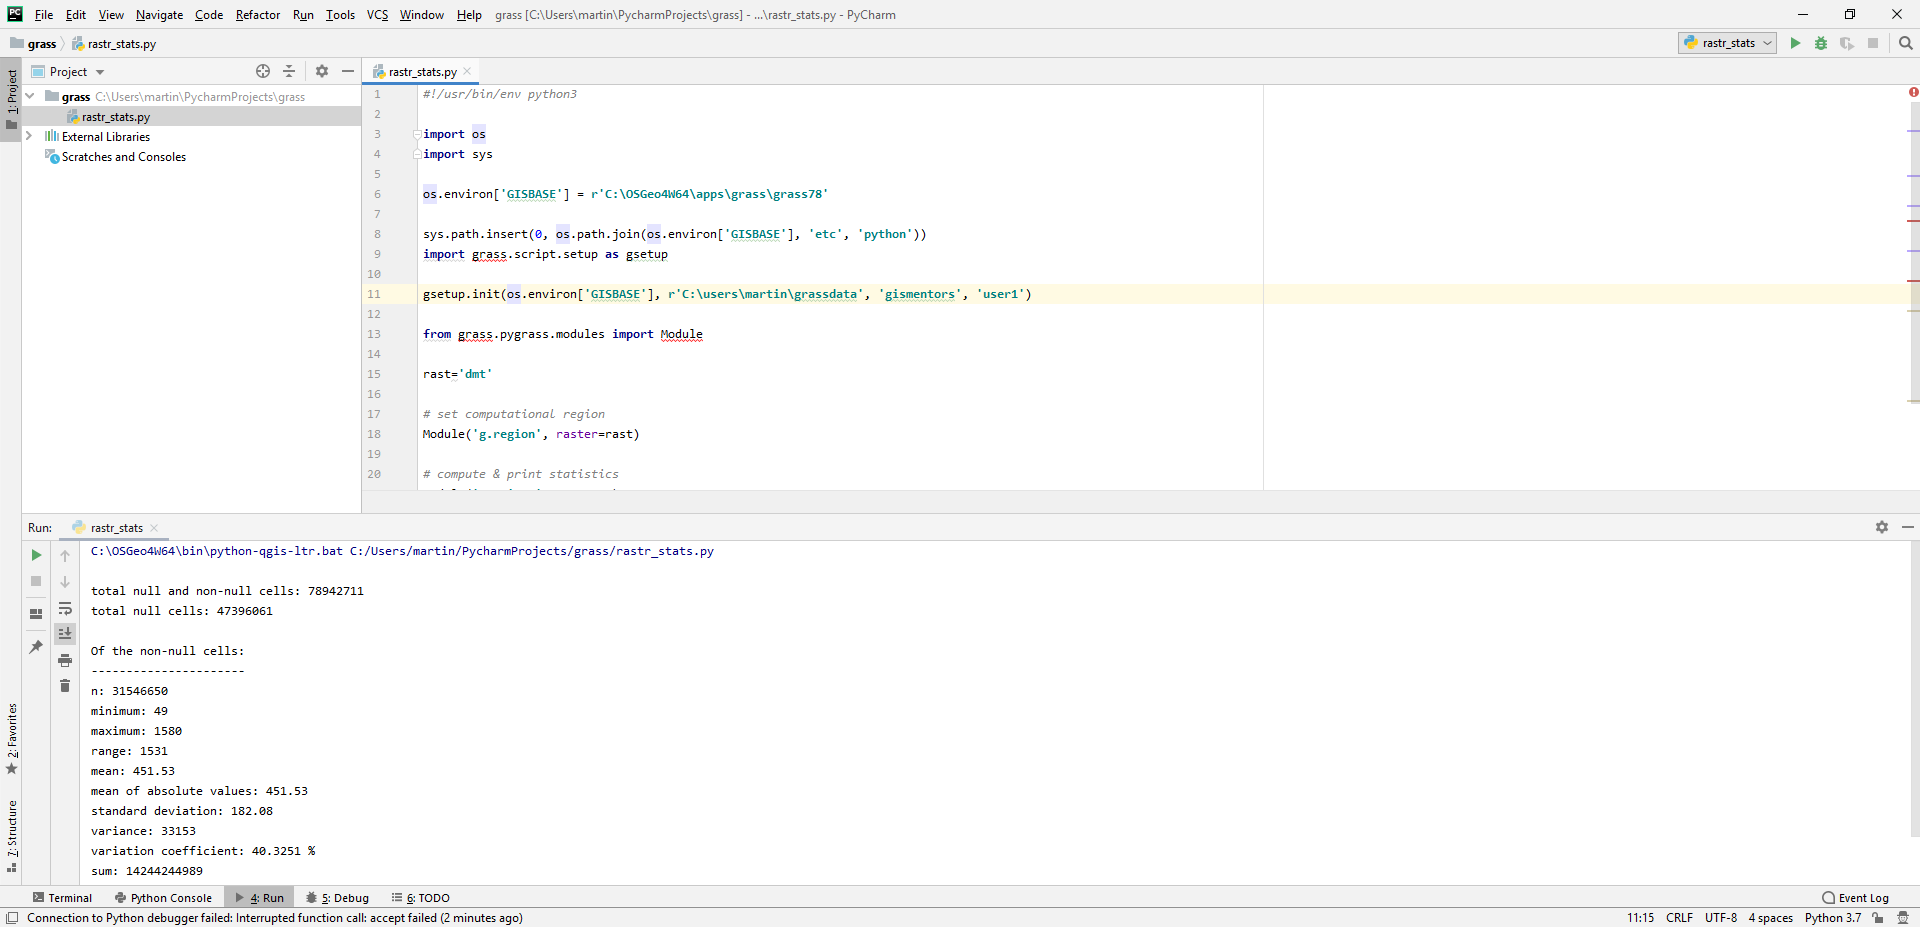 PC File Edit View Navigate Code Refactor Run Tools VCS Window Help grass [C:\Users\martin\PycharmProjects\grass] - ...\rastr_stats.py - PyCharm
grass rastr_stats.py rastr_stats
Project
rastr_stats.py
1: Project
grass C:\Users\martin\PycharmProjects\grass
rastr_stats.py
External Libraries
Scratches and Consoles
1 #!/usr/bin/env python3
2
3 import os
4 import sys
5
6 os.environ['GISBASE'] = r'C:\OSGeo4W64\apps\grass\grass78'
7
8 sys.path.insert(0, os.path.join(os.environ['GISBASE'], 'etc', 'python'))
9 import grass.script.setup as gsetup
10
11 gsetup.init(os.environ['GISBASE'], r'C:\users\martin\grassdata', 'gismentors', 'user1')
12
13 from grass.pygrass.modules import Module
14
15 rast='dmt'
16
17 # set computational region
18 Module('g.region', raster=rast)
19
20 # compute & print statistics
Run: rastr_stats
C:\OSGeo4W64\bin\python-qgis-ltr.bat C:/Users/martin/PycharmProjects/grass/rastr_stats.py
total null and non-null cells: 78942711
total null cells: 47396061
Of the non-null cells:
----------------------
n: 31546650
minimum: 49
maximum: 1580
range: 1531
mean: 451.53
mean of absolute values: 451.53
standard deviation: 182.08
variance: 33153
variation coefficient: 40.3251 %
sum: 14244244989
2: Favorites
7: Structure
Terminal Python Console 4: Run 5: Debug 6: TODO Event Log
Connection to Python debugger failed: Interrupted function call: accept failed (2 minutes ago) 11:15 CRLF UTF-8 4 spaces Python 3.7